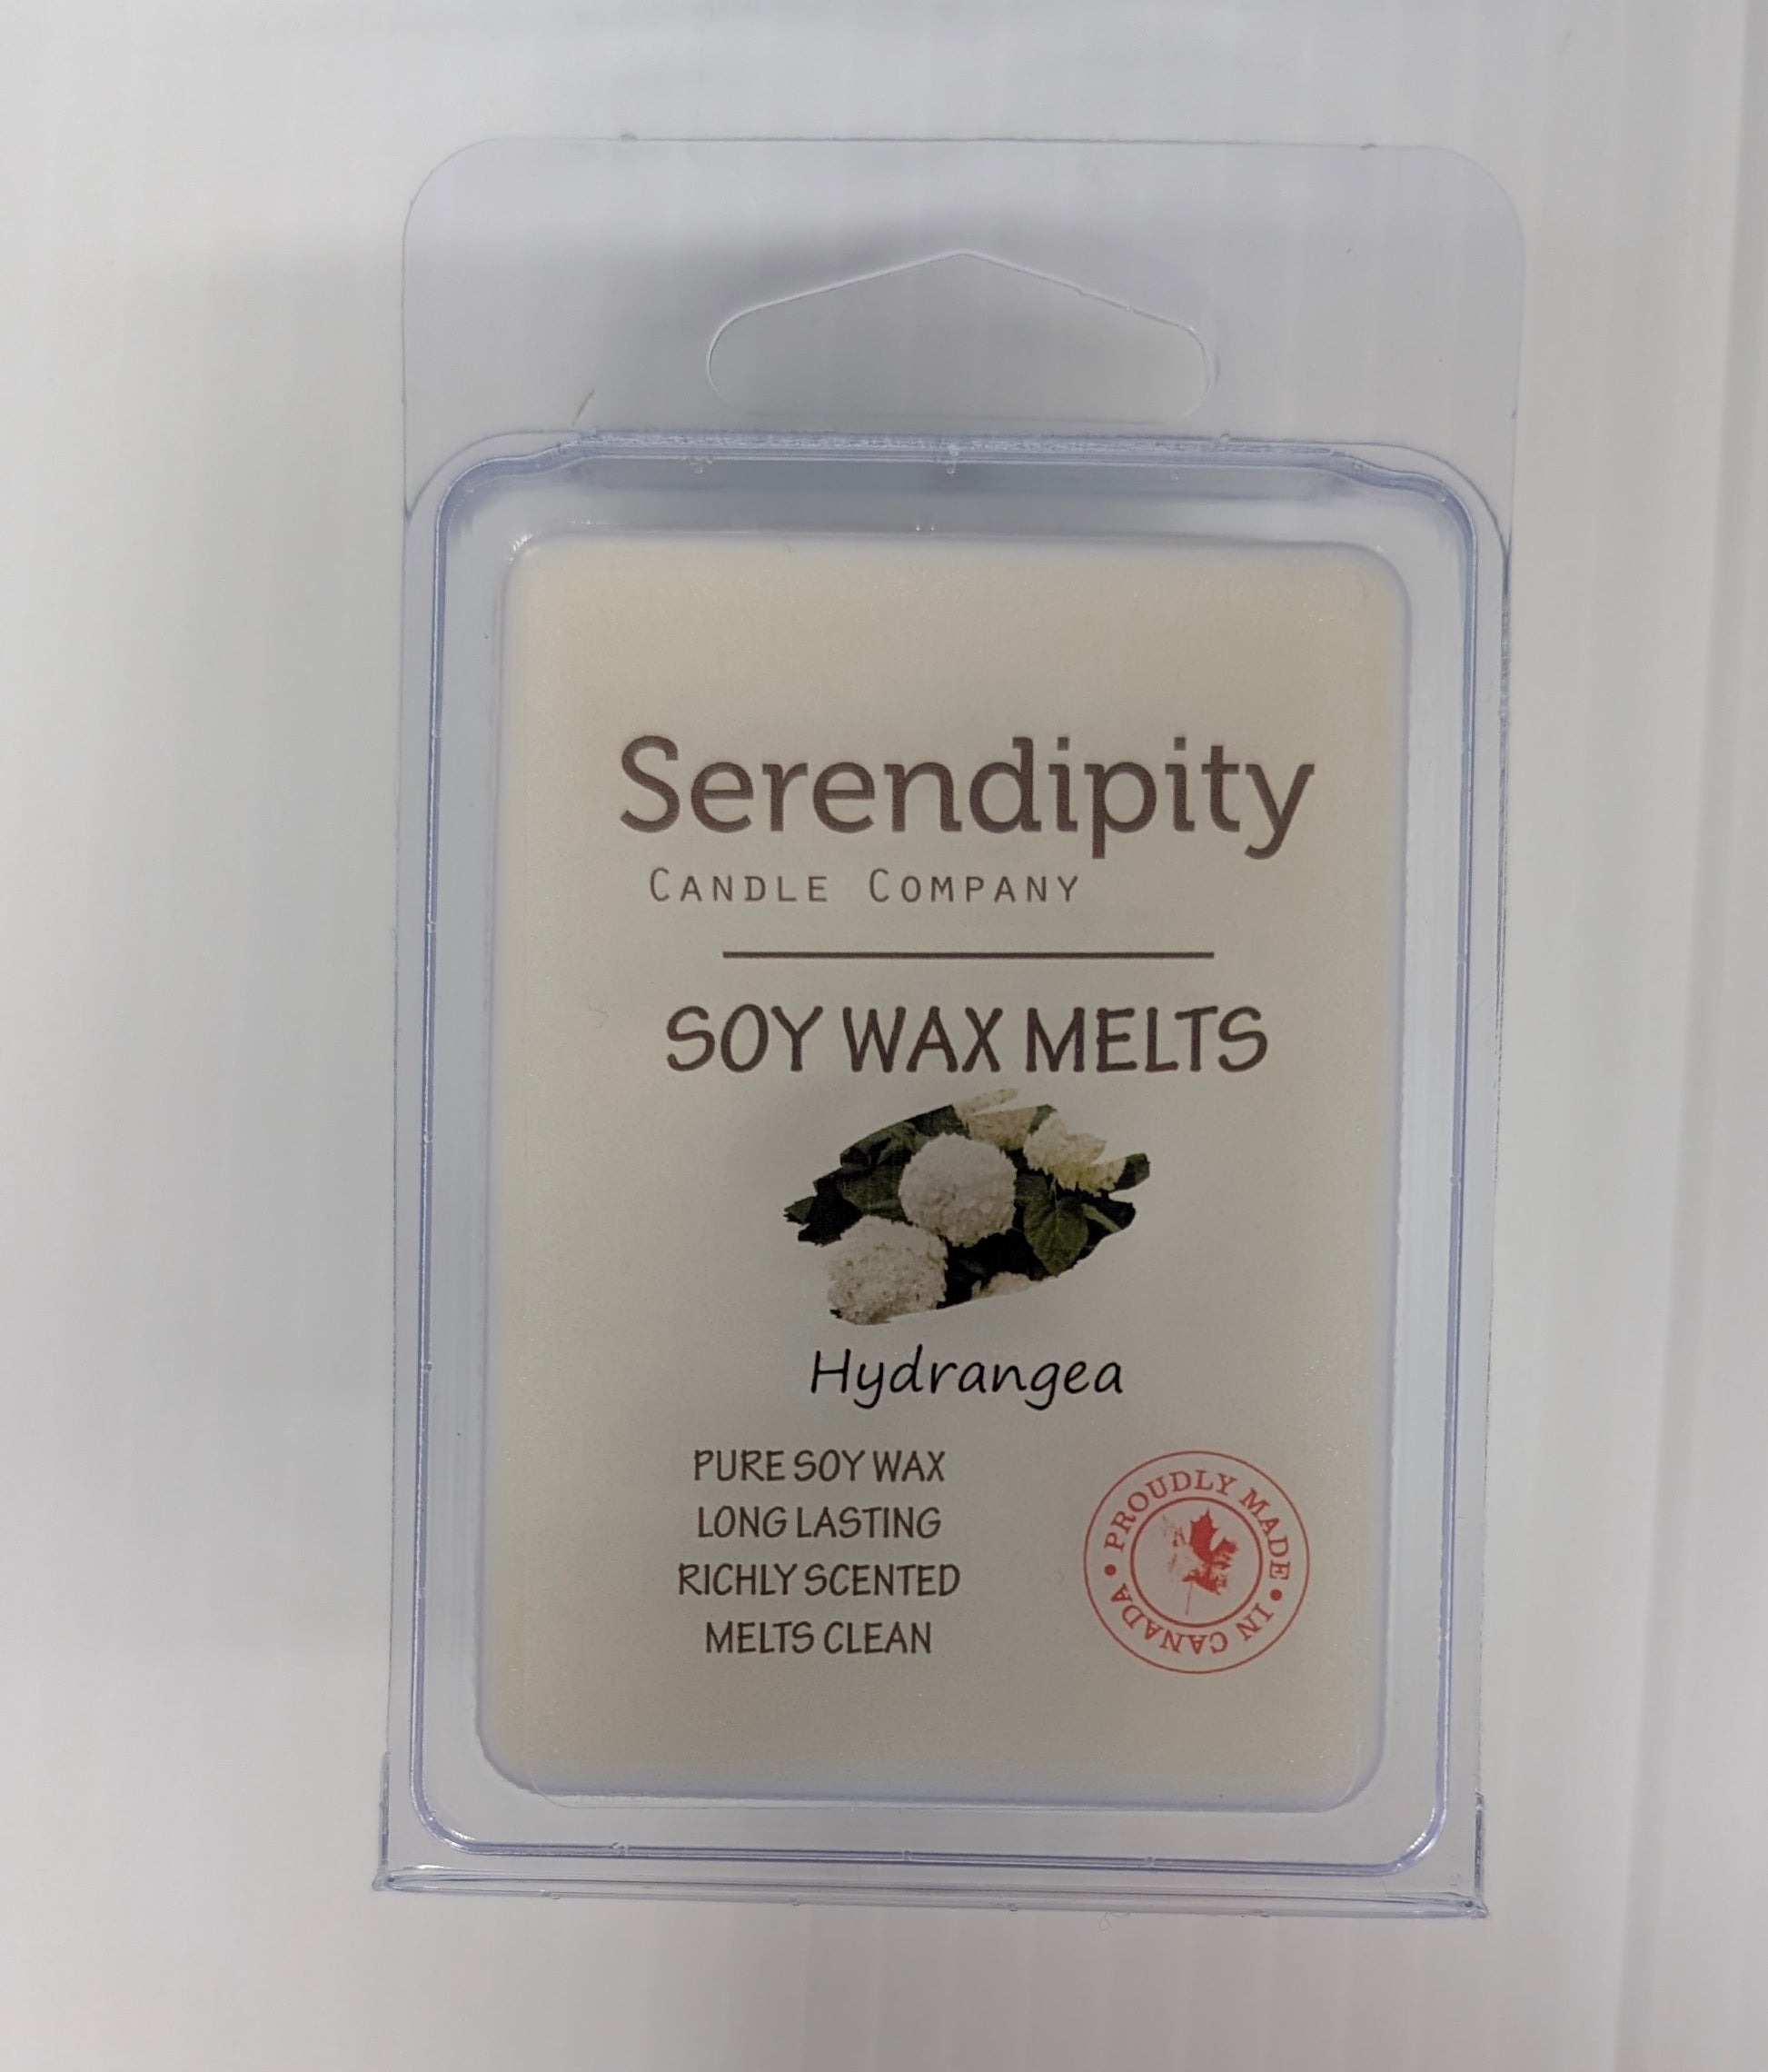 Serendipity
CANDLE COMPANY
SOY WAX MELTS
Hydrangea
PURE SOY WAX
LONG LASTING
RICHLY SCENTED
MELTS CLEAN
• PROUDLY MADE • IN CANADA